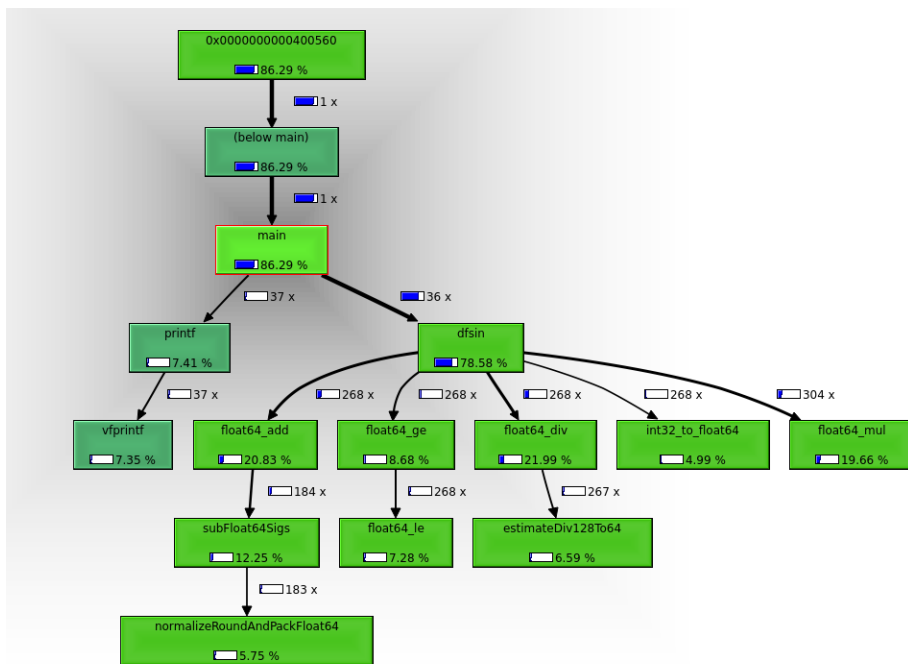 0x0000000000400560
86.29 %
1 x
(below main)
86.29 %
1 x
main
86.29 %
37 x
36 x
printf
7.41 %
dfsin
78.58 %
37 x
268 x
268 x
268 x
268 x
304 x
vfprintf
7.35 %
float64_add
20.83 %
float64_ge
8.68 %
float64_div
21.99 %
int32_to_float64
4.99 %
float64_mul
19.66 %
184 x
268 x
267 x
subFloat64Sigs
12.25 %
float64_le
7.28 %
estimateDiv128To64
6.59 %
183 x
normalizeRoundAndPackFloat64
5.75 %